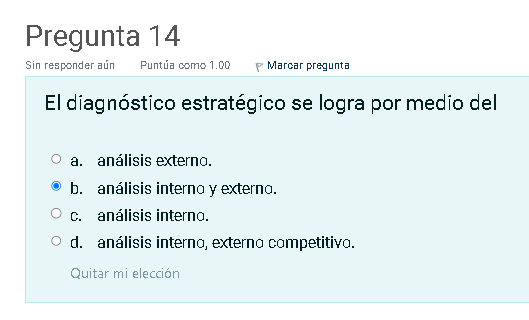 Pregunta 14
Sin responder aún Puntúa como 1.00 Marcar pregunta
El diagnóstico estratégico se logra por medio del
a. análisis externo.
b. análisis interno y externo.
c. análisis interno.
d. análisis interno, externo competitivo.
Quitar mi elección